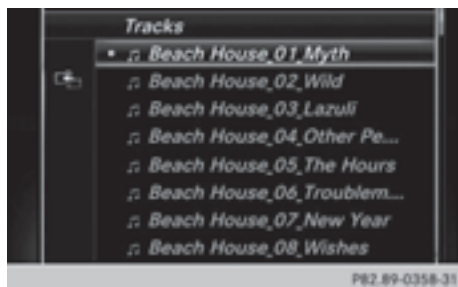 Tracks
Beach House_01_Myth
Beach House_02_Wild
Beach House_03_Lazuli
Beach House_04_Other Pe...
Beach House_05_The Hours
Beach House_06_Troublem...
Beach House_07_New Year
Beach House_08_Wishes
P82.89-0358-31